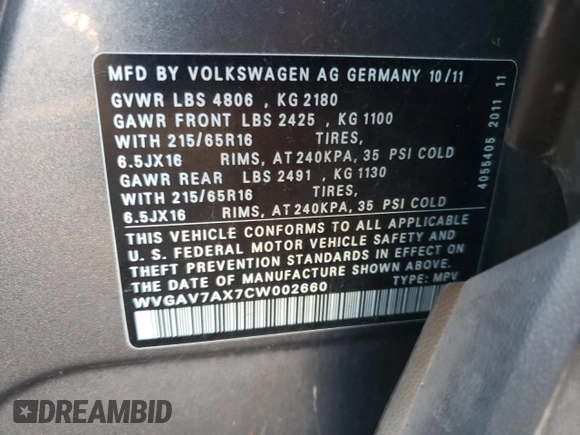 MFD BY VOLKSWAGEN AG GERMANY 10/11
GVWR LBS 4806 , KG 2180
GAWR FRONT LBS 2425 , KG 1100
WITH 215/65R16 TIRES,
6.5JX16 RIMS, AT 240KPA, 35 PSI COLD
GAWR REAR LBS 2491 , KG 1130
WITH 215/65R16 TIRES,
6.5JX16 RIMS, AT 240KPA, 35 PSI COLD
THIS VEHICLE CONFORMS TO ALL APPLICABLE
U. S. FEDERAL MOTOR VEHICLE SAFETY AND
THEFT PREVENTION STANDARDS IN EFFECT ON
THE DATE OF MANUFACTURE SHOWN ABOVE.
WVGAV7AX7CW002660 TYPE: MPV
4055405 2011 11
DREAMBID